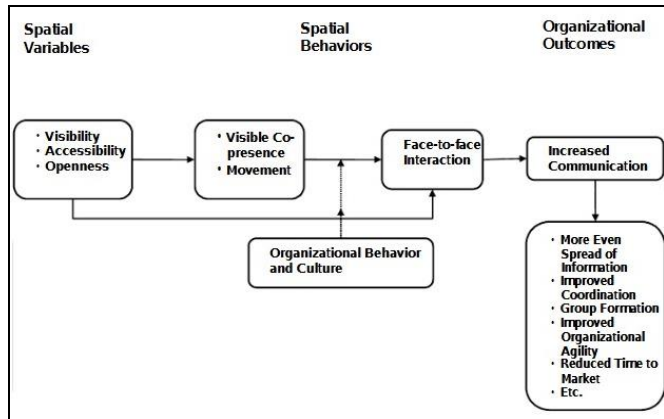 Spatial
Variables
Spatial
Behaviors
Organizational
Outcomes
· Visibility
· Accessibility
· Openness
• Visible Co-
presence
• Movement
Face-to-face
Interaction
Increased
Communication
Organizational Behavior
and Culture
· More Even
Spread of
Information
· Improved
Coordination
· Group Formation
· Improved
Organizational
Agility
· Reduced Time to
Market
· Etc.